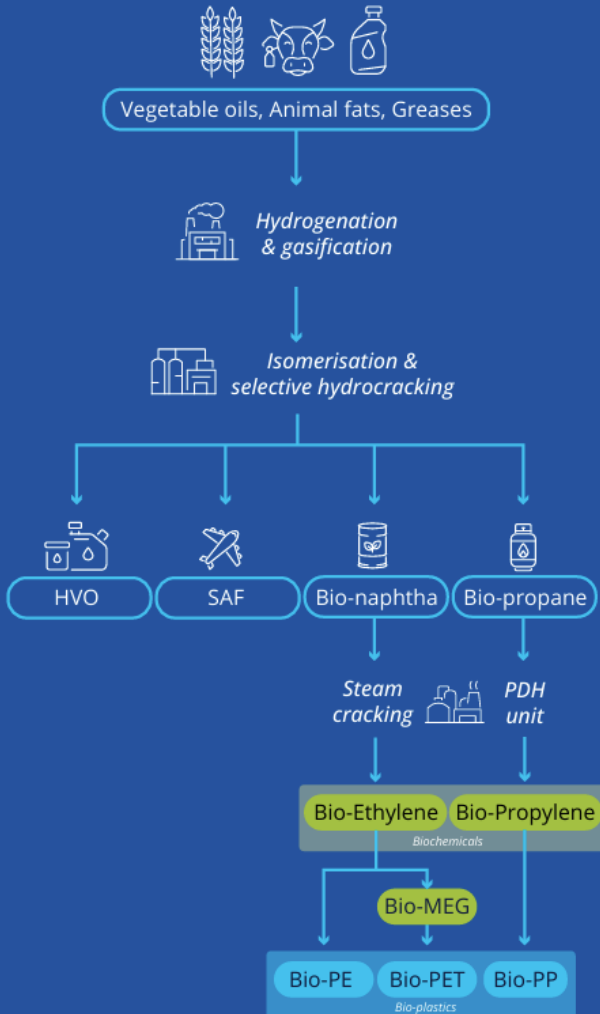 Vegetable oils, Animal fats, Greases
Hydrogenation
& gasification
Isomerisation &
selective hydrocracking
HVO
SAF
Bio-naphtha
Bio-propane
Steam
cracking
PDH
unit
Bio-Ethylene
Bio-Propylene
Biochemicals
Bio-MEG
Bio-PE
Bio-PET
Bio-PP
Bio-plastics